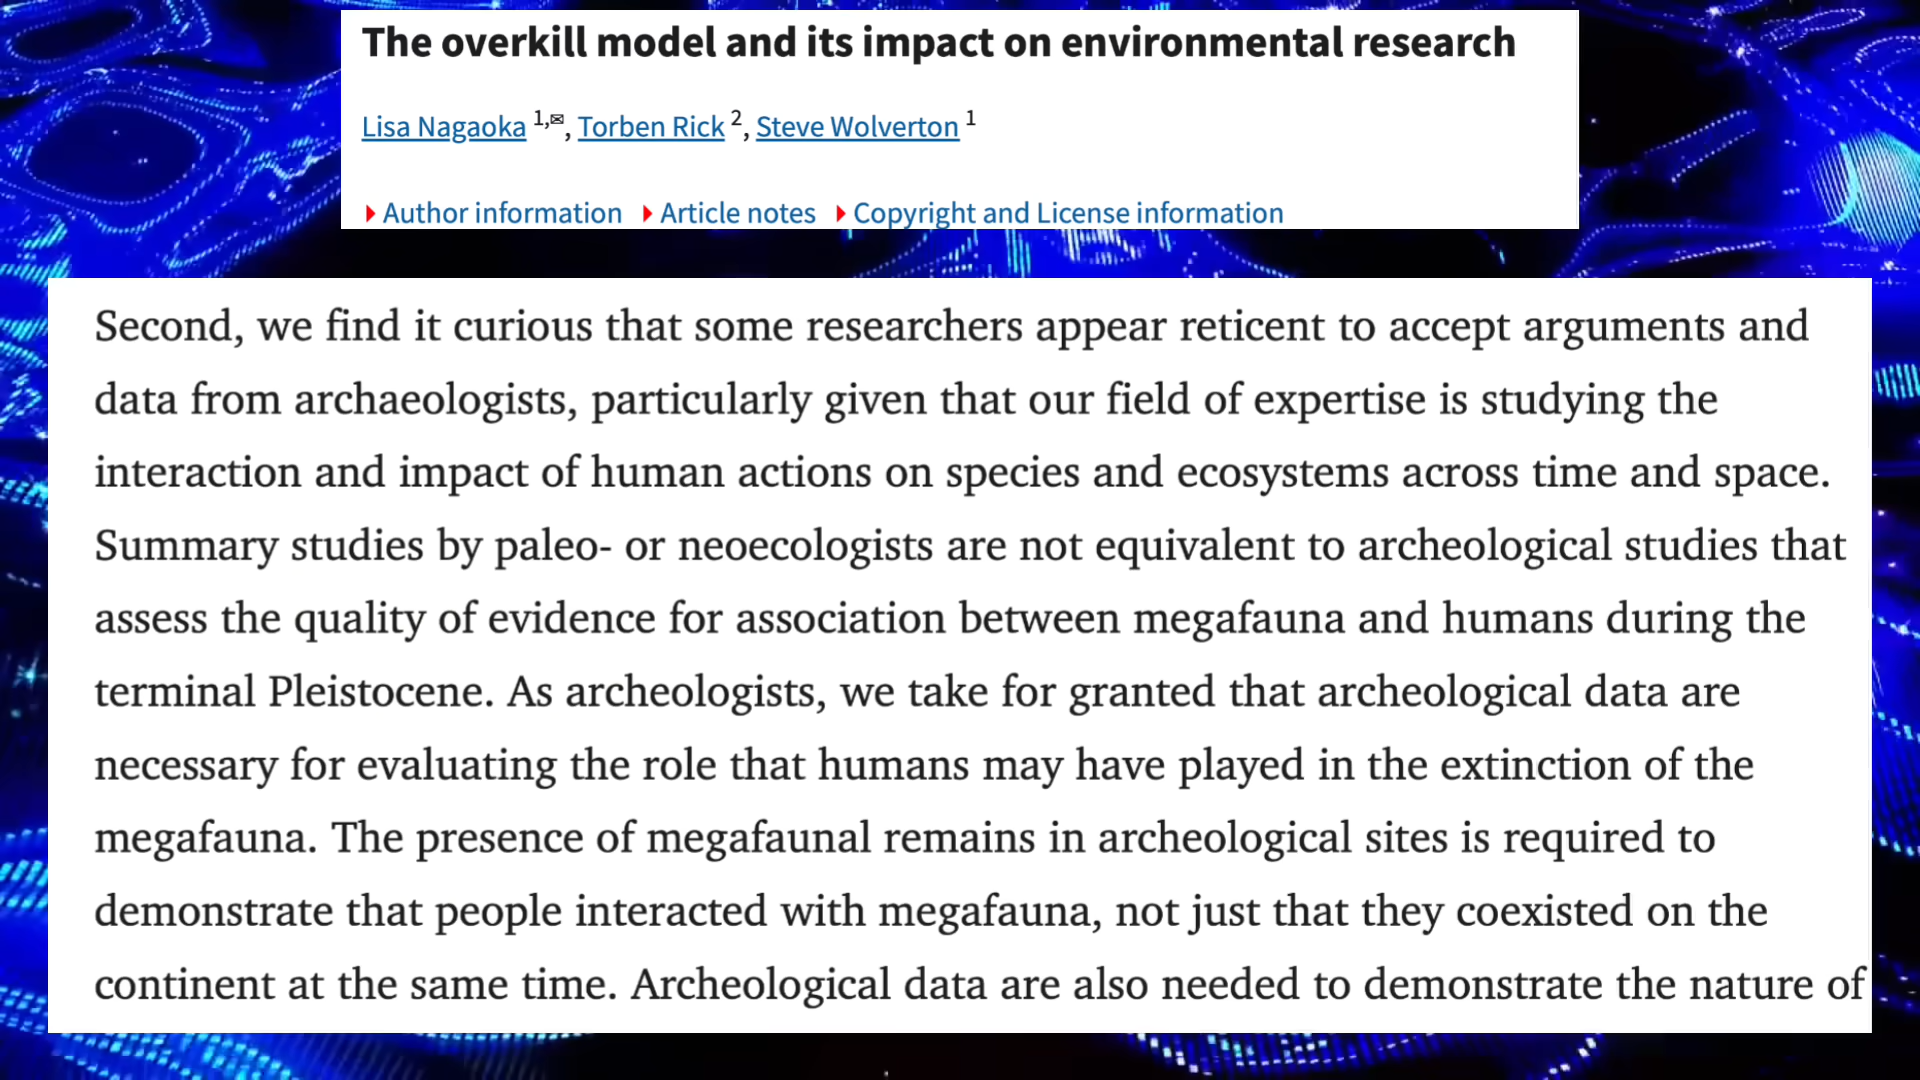 The overkill model and its impact on environmental research
Lisa Nagaoka 1,✉, Torben Rick 2, Steve Wolverton 1
Author information Article notes Copyright and License information
Second, we find it curious that some researchers appear reticent to accept arguments and
data from archaeologists, particularly given that our field of expertise is studying the
interaction and impact of human actions on species and ecosystems across time and space.
Summary studies by paleo- or neoecologists are not equivalent to archeological studies that
assess the quality of evidence for association between megafauna and humans during the
terminal Pleistocene. As archeologists, we take for granted that archeological data are
necessary for evaluating the role that humans may have played in the extinction of the
megafauna. The presence of megafaunal remains in archeological sites is required to
demonstrate that people interacted with megafauna, not just that they coexisted on the
continent at the same time. Archeological data are also needed to demonstrate the nature of